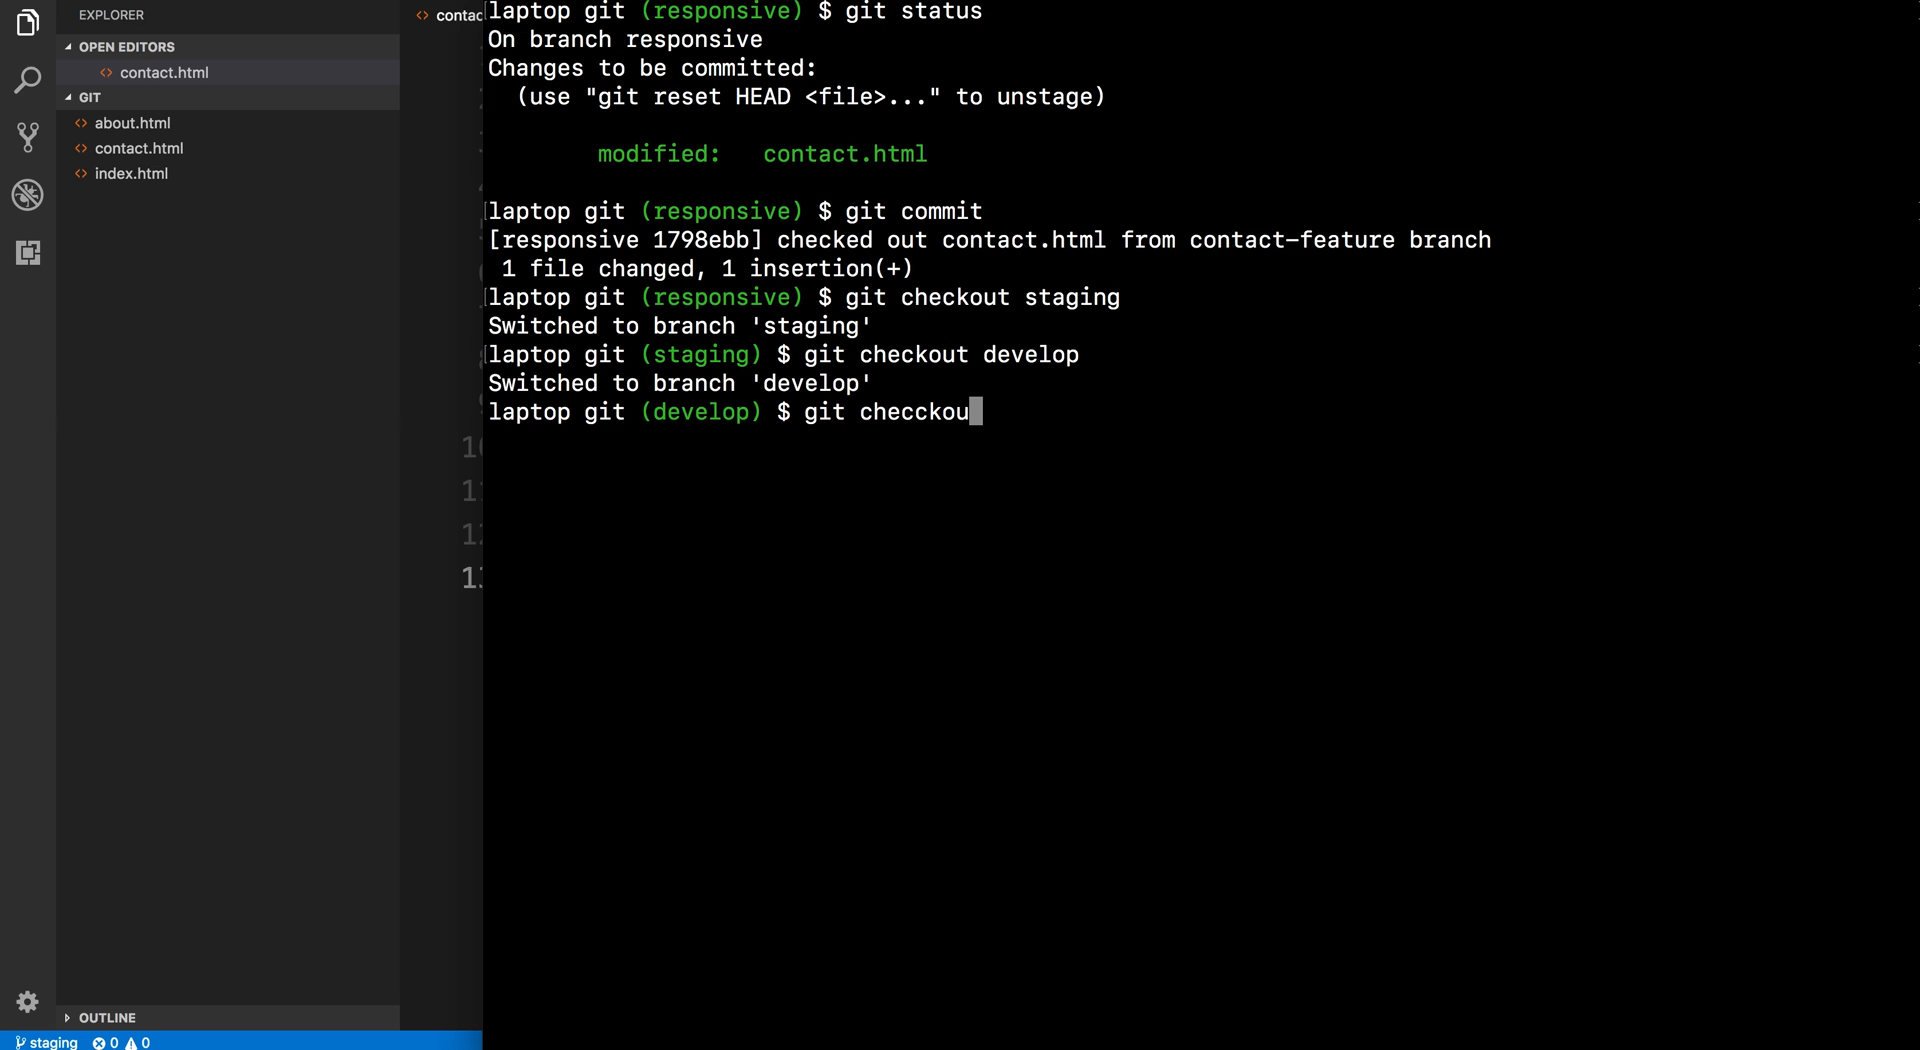 EXPLORER
OPEN EDITORS
contact.html
GIT
about.html
contact.html
index.html
OUTLINE
staging 0 0
10
11
12
laptop git (responsive) $ git status
On branch responsive
Changes to be committed:
(use "git reset HEAD <file>..." to unstage)
modified: contact.html
laptop git (responsive) $ git commit
[responsive 1798ebb] checked out contact.html from contact-feature branch
1 file changed, 1 insertion(+)
laptop git (responsive) $ git checkout staging
Switched to branch 'staging'
laptop git (staging) $ git checkout develop
Switched to branch 'develop'
laptop git (develop) $ git checckou